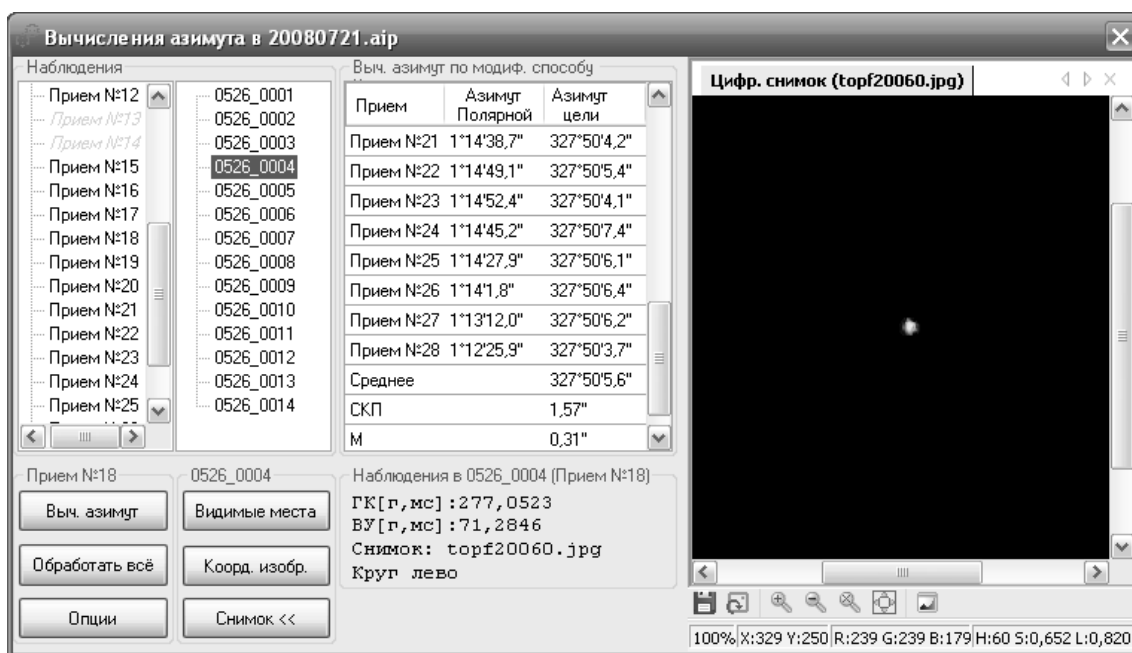 Вычисления азимута в 20080721.aip
Наблюдения
Прием №12
Прием №13
Прием №14
Прием №15
Прием №16
Прием №17
Прием №18
Прием №19
Прием №20
Прием №21
Прием №22
Прием №23
Прием №24
Прием №25
0526_0001
0526_0002
0526_0003
0526_0004
0526_0005
0526_0006
0526_0007
0526_0008
0526_0009
0526_0010
0526_0011
0526_0012
0526_0013
0526_0014
Выч. азимут по модиф. способу
Прием Азимут Полярной Азимут цели
Прием №21 1°14'38,7" 327°50'4,2"
Прием №22 1°14'49,1" 327°50'5,4"
Прием №23 1°14'52,4" 327°50'4,1"
Прием №24 1°14'45,2" 327°50'7,4"
Прием №25 1°14'27,9" 327°50'6,1"
Прием №26 1°14'1,8" 327°50'6,4"
Прием №27 1°13'12,0" 327°50'6,2"
Прием №28 1°12'25,9" 327°50'3,7"
Среднее 327°50'5,6"
СКП 1,57"
М 0,31"
Прием №18
Выч. азимут
Обработать всё
Опции
0526_0004
Видимые места
Коорд. изобр.
Снимок <<
Наблюдения в 0526_0004 (Прием №18)
ГК[г,мс]:277,0523
ВУ[г,мс]:71,2846
Снимок: topf20060.jpg
Круг лево
Цифр. снимок (topf20060.jpg)
100% X:329 Y:250 R:239 G:239 B:179 H:60 S:0,652 L:0,820